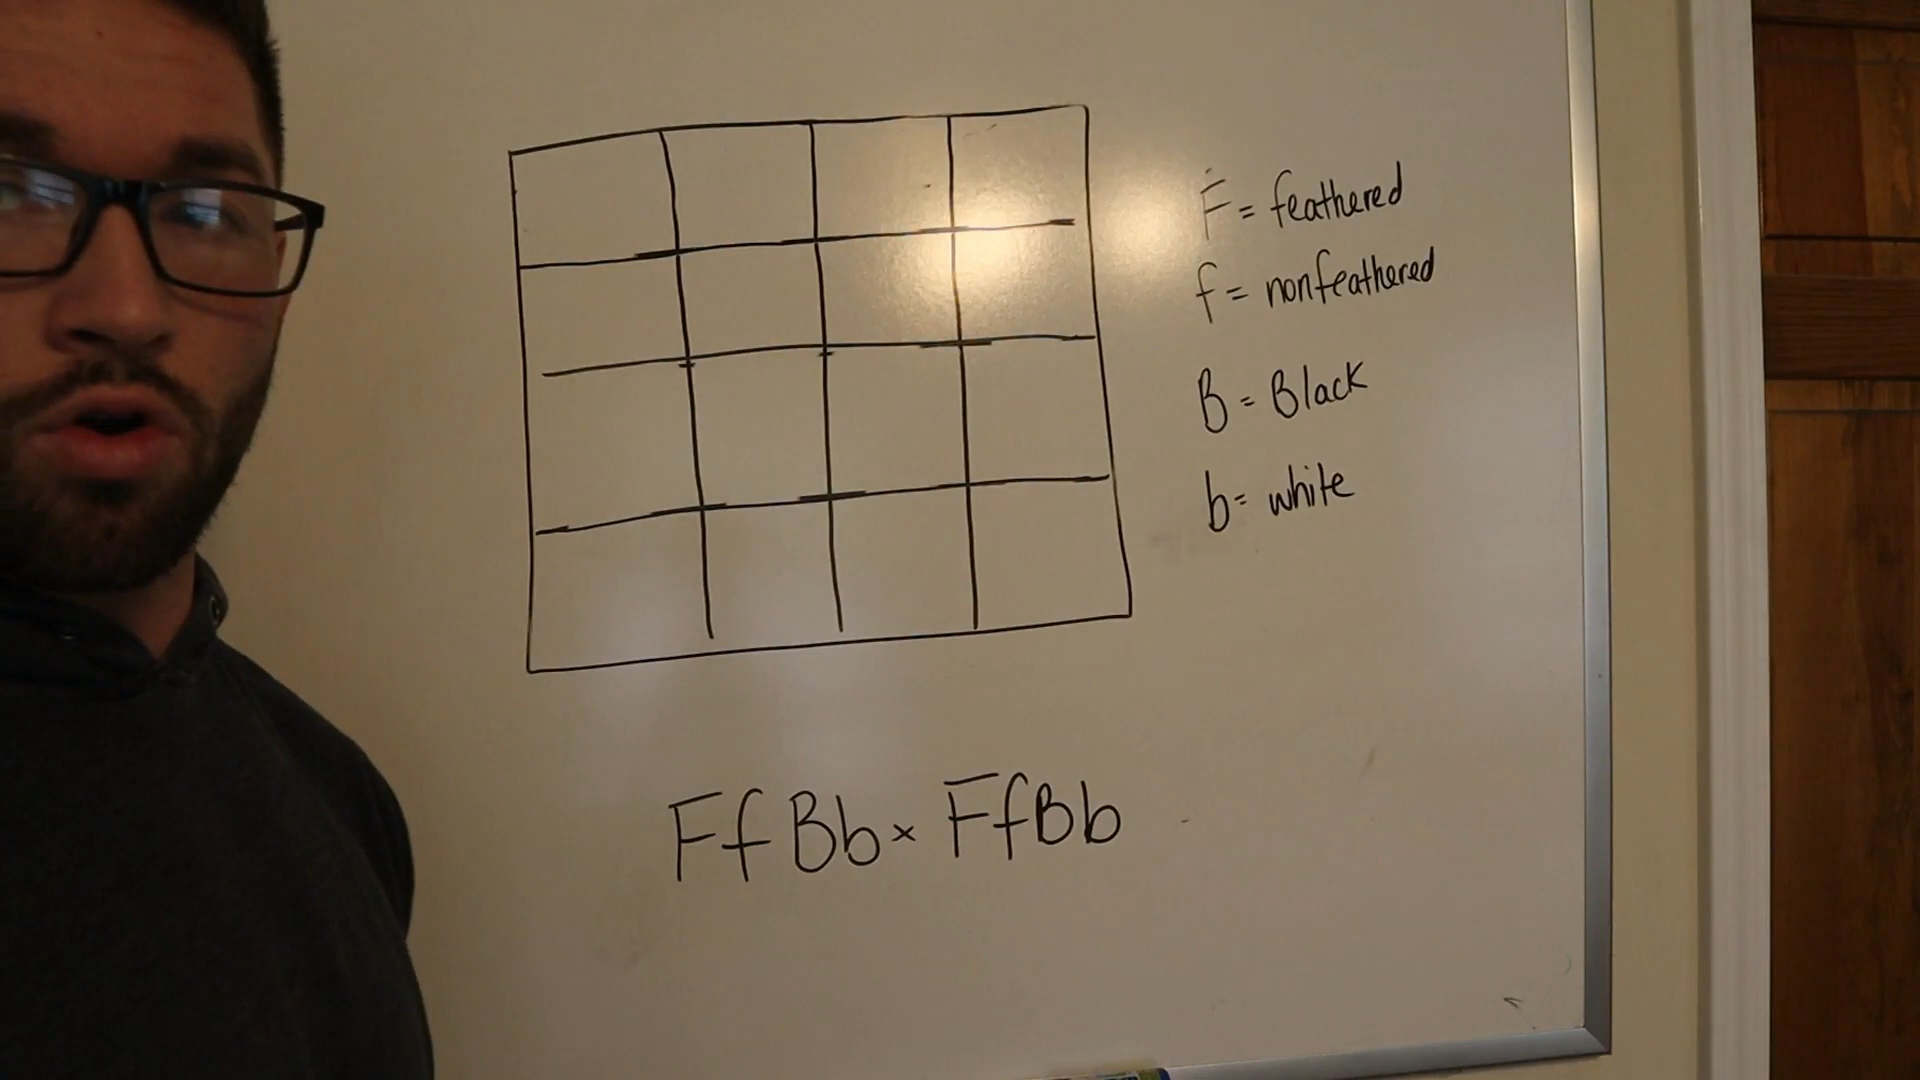 F = feathered
f = nonfeathered
B = Black
b = white
FfBb × FfBb